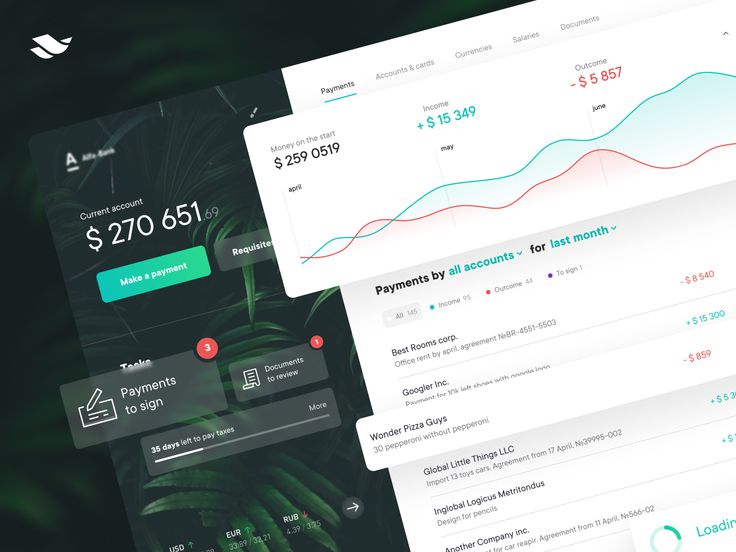 Alfa-Bank
Current account
$ 270 651.69
Make a payment
Requisites
Tasks
3
Payments
to sign
1
Documents
to review
35 days left to pay taxes
More
USD
EUR
33.89 / 32.21
RUB
4.39 / 3.75
Payments
Accounts & cards
Currencies
Salaries
Documents
Money on the start
$ 259 0519
Income
+ $ 15 349
Outcome
- $ 5 857
april
may
june
Payments by all accounts for last month
All 145
Income 95
Outcome 44
To sign 1
Best Rooms corp.
Office rent by april, agreement №BR-4551-5503
- $ 8 540
Googler Inc.
Payment for 10k left shoes with google logo
+ $ 15 300
Wonder Pizza Guys
30 pepperoni without pepperoni
- $ 859
Global Little Things LLC
Import 13 toys cars. Agreement from 17 April, №39995-002
Inglobal Logicus Metritondus
Design for pencils
Another Company inc.
for car reapir. Agreement from 11 April, №566-02
Loadin